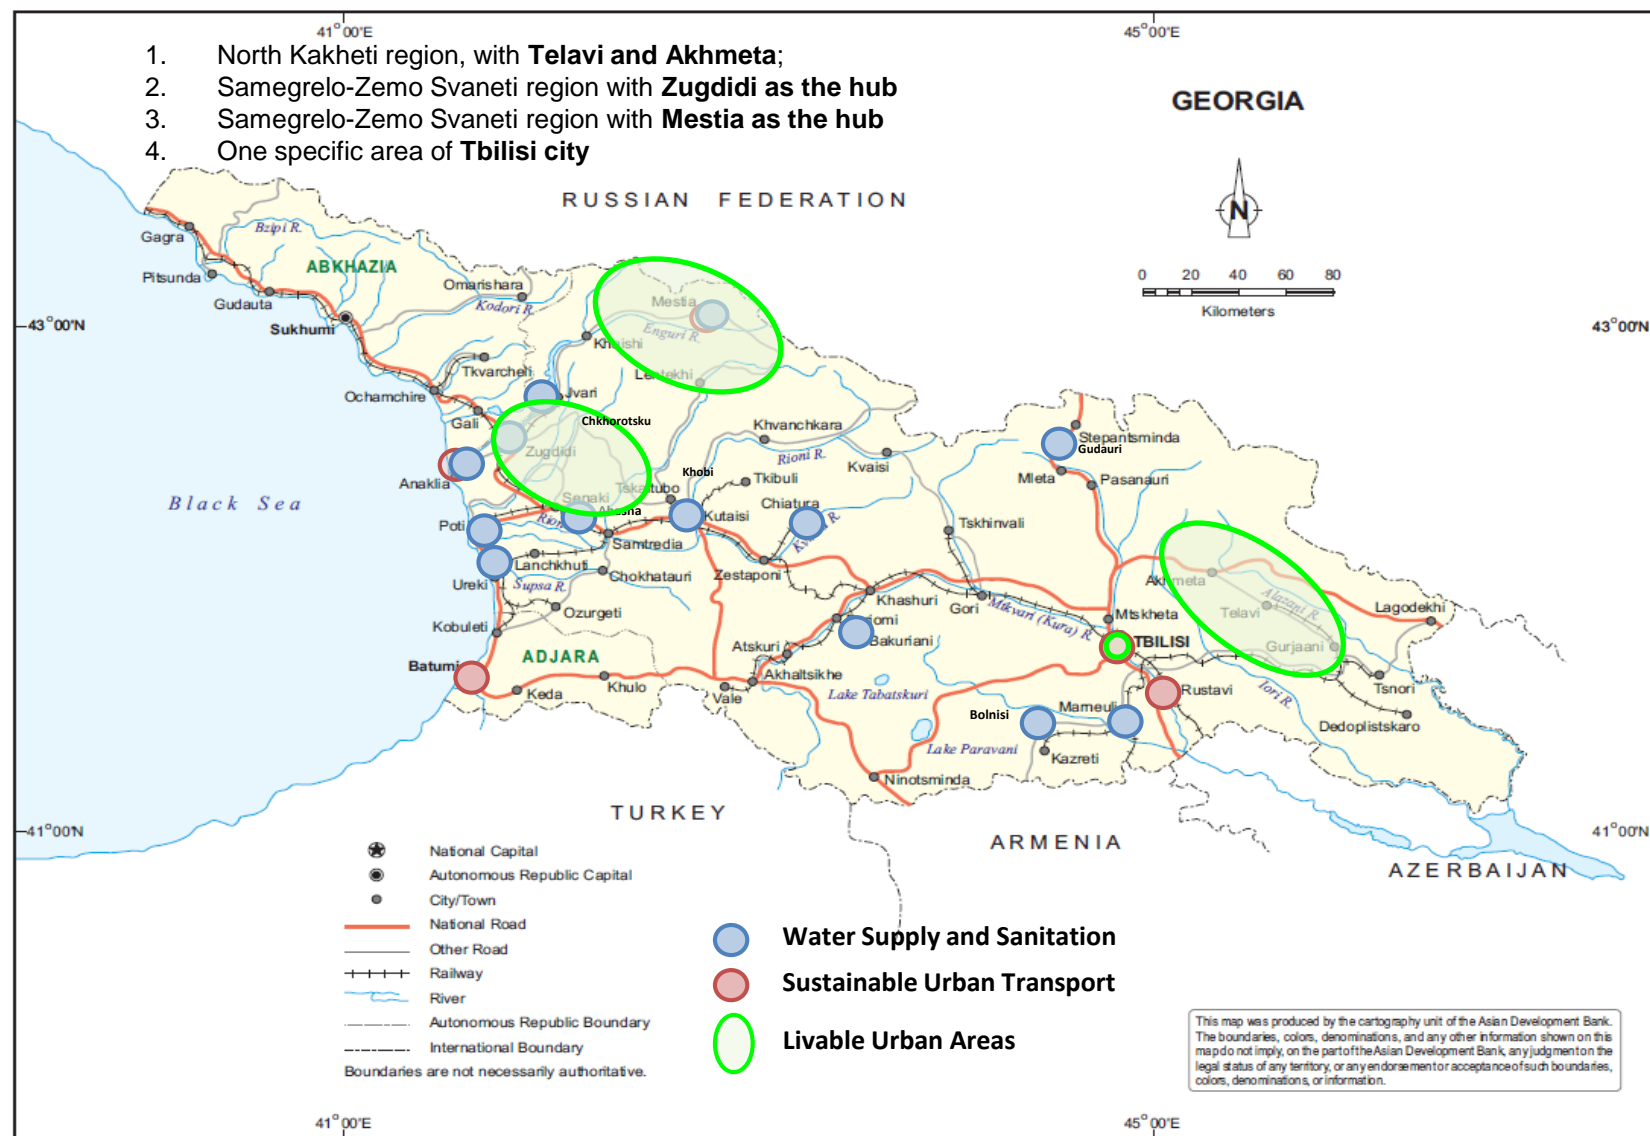 41°00'E
45°00'E
1. North Kakheti region, with Telavi and Akhmeta;
2. Samegrelo-Zemo Svaneti region with Zugdidi as the hub
3. Samegrelo-Zemo Svaneti region with Mestia as the hub
4. One specific area of Tbilisi city
GEORGIA
RUSSIAN FEDERATION
N
0 20 40 60 80
Kilometers
Gagra
Bzipi R.
Pitsunda
ABKHAZIA
Gudauta
Omarishara
Kodori R.
Sukhumi
Mestia
Enguri R.
43°00'N
43°00'N
Khaishi
Tkvarcheli
Lentekhi
Jvari
Ochamchire
Gali
Chkhorotsku
Khvanchkara
Stepantsminda
Gudauri
Zugdidi
Rioni R.
Kvaisi
Khobi
Tkibuli
Mleta
Pasanauri
Anaklia
Senaki
Tskaltubo
Chiatura
Black Sea
Poti
Abasha
Kutaisi
Tskhinvali
Samtredia
Lanchkhuti
Chokhatauri
Zestaponi
Ureki
Supsa R.
Akhmeta
Khashuri
Gori
Mtkvari (Kura) R.
Alazani R.
Ozurgeti
Telavi
Lagodekhi
Mtskheta
Kobuleti
Bakuriani
TBILISI
Gurjaani
Atskuri
ADJARA
Batumi
Khulo
Keda
Akhaltsikhe
Vale
Lake Tabatskuri
Rustavi
Iori R.
Tsnori
Marneuli
Bolnisi
Dedoplistskaro
Lake Paravani
Kazreti
Ninotsminda
TURKEY
ARMENIA
AZERBAIJAN
41°00'N
41°00'N
National Capital
Autonomous Republic Capital
City/Town
National Road
Other Road
Railway
River
Autonomous Republic Boundary
International Boundary
Boundaries are not necessarily authoritative.
Water Supply and Sanitation
Sustainable Urban Transport
Livable Urban Areas
This map was produced by the cartography unit of the Asian Development Bank.
The boundaries, colors, denominations, and any other information shown on this
map do not imply, on the part of the Asian Development Bank, any judgment on the
legal status of any territory, or any endorsement or acceptance of such boundaries,
colors, denominations, or information.
41°00'E
45°00'E